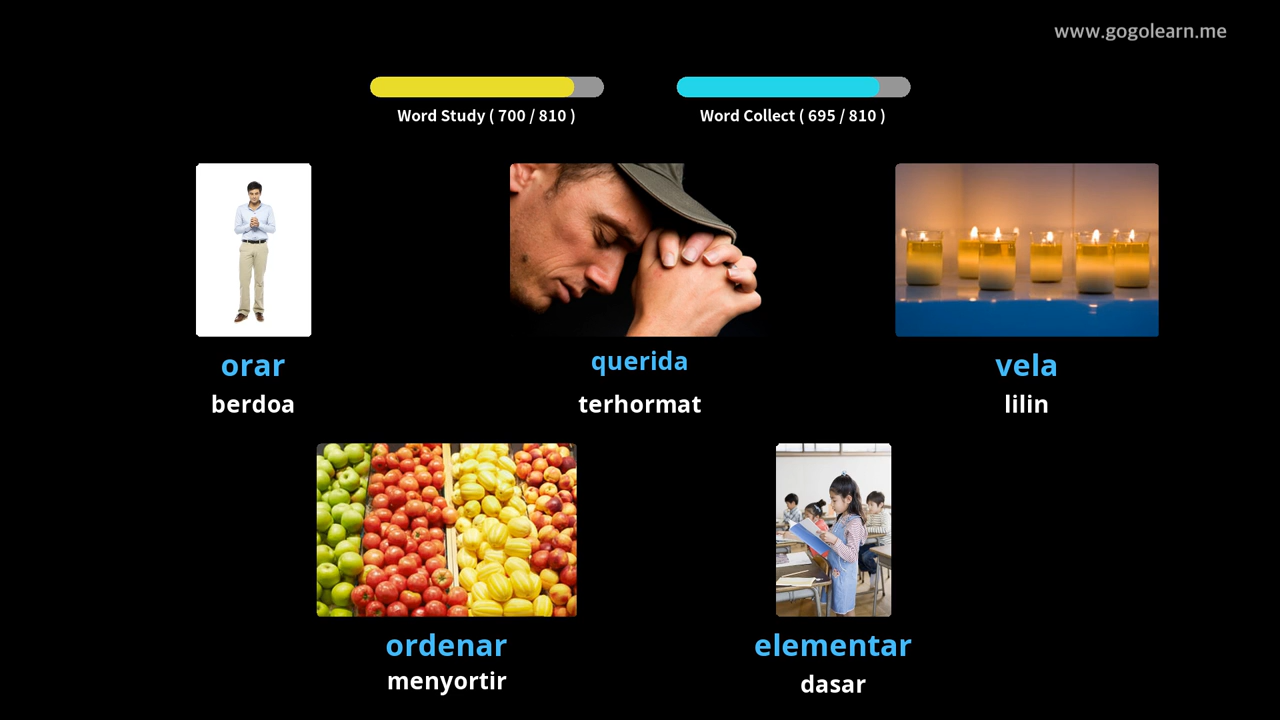 www.gogolearn.me
Word Study ( 700 / 810 )
Word Collect ( 695 / 810 )
orar
berdoa
querida
terhormat
vela
lilin
ordenar
menyortir
elementar
dasar